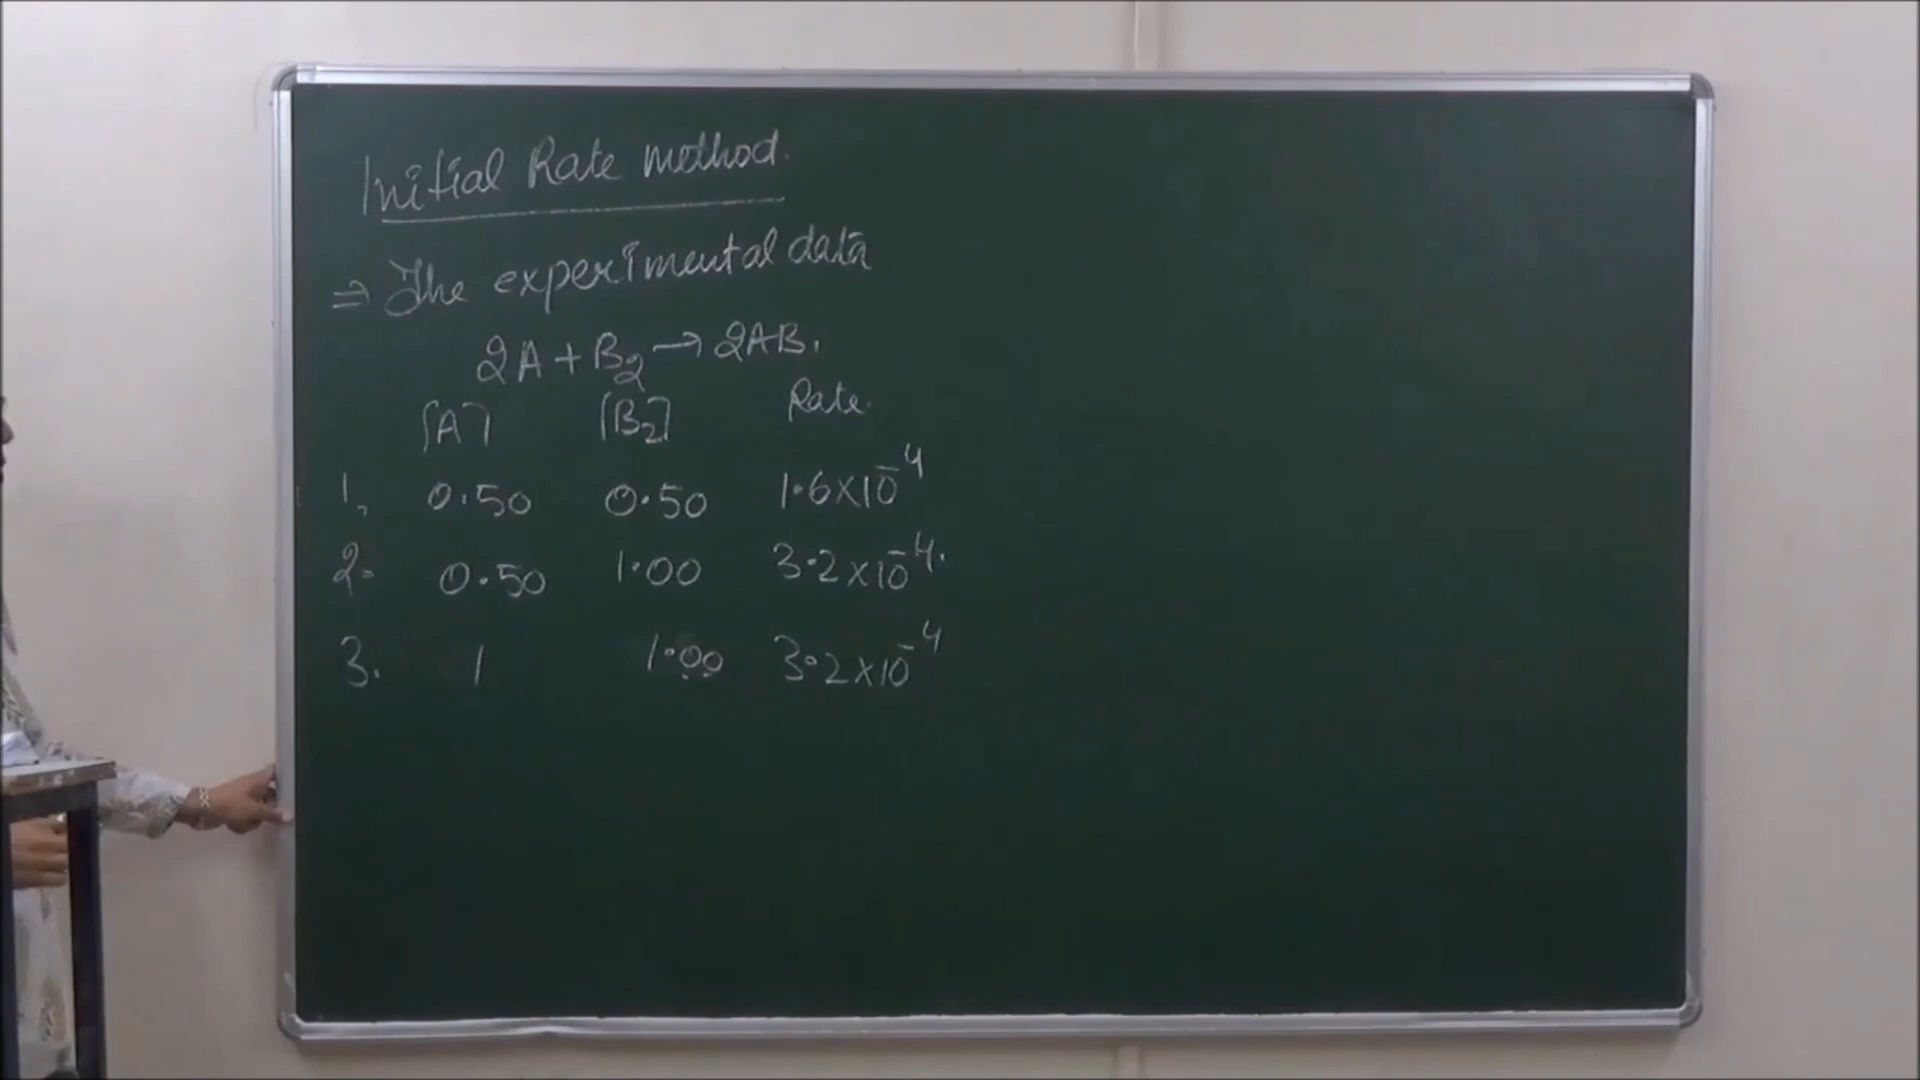 Initial Rate method.
⇒ The experimental data
2A + B₂ → 2AB.
[A] [B₂] Rate.
1, 0.50 0.50 1.6×10⁻⁴
2. 0.50 1.00 3.2×10⁻⁴.
3. 1 1.00 3.2×10⁻⁴